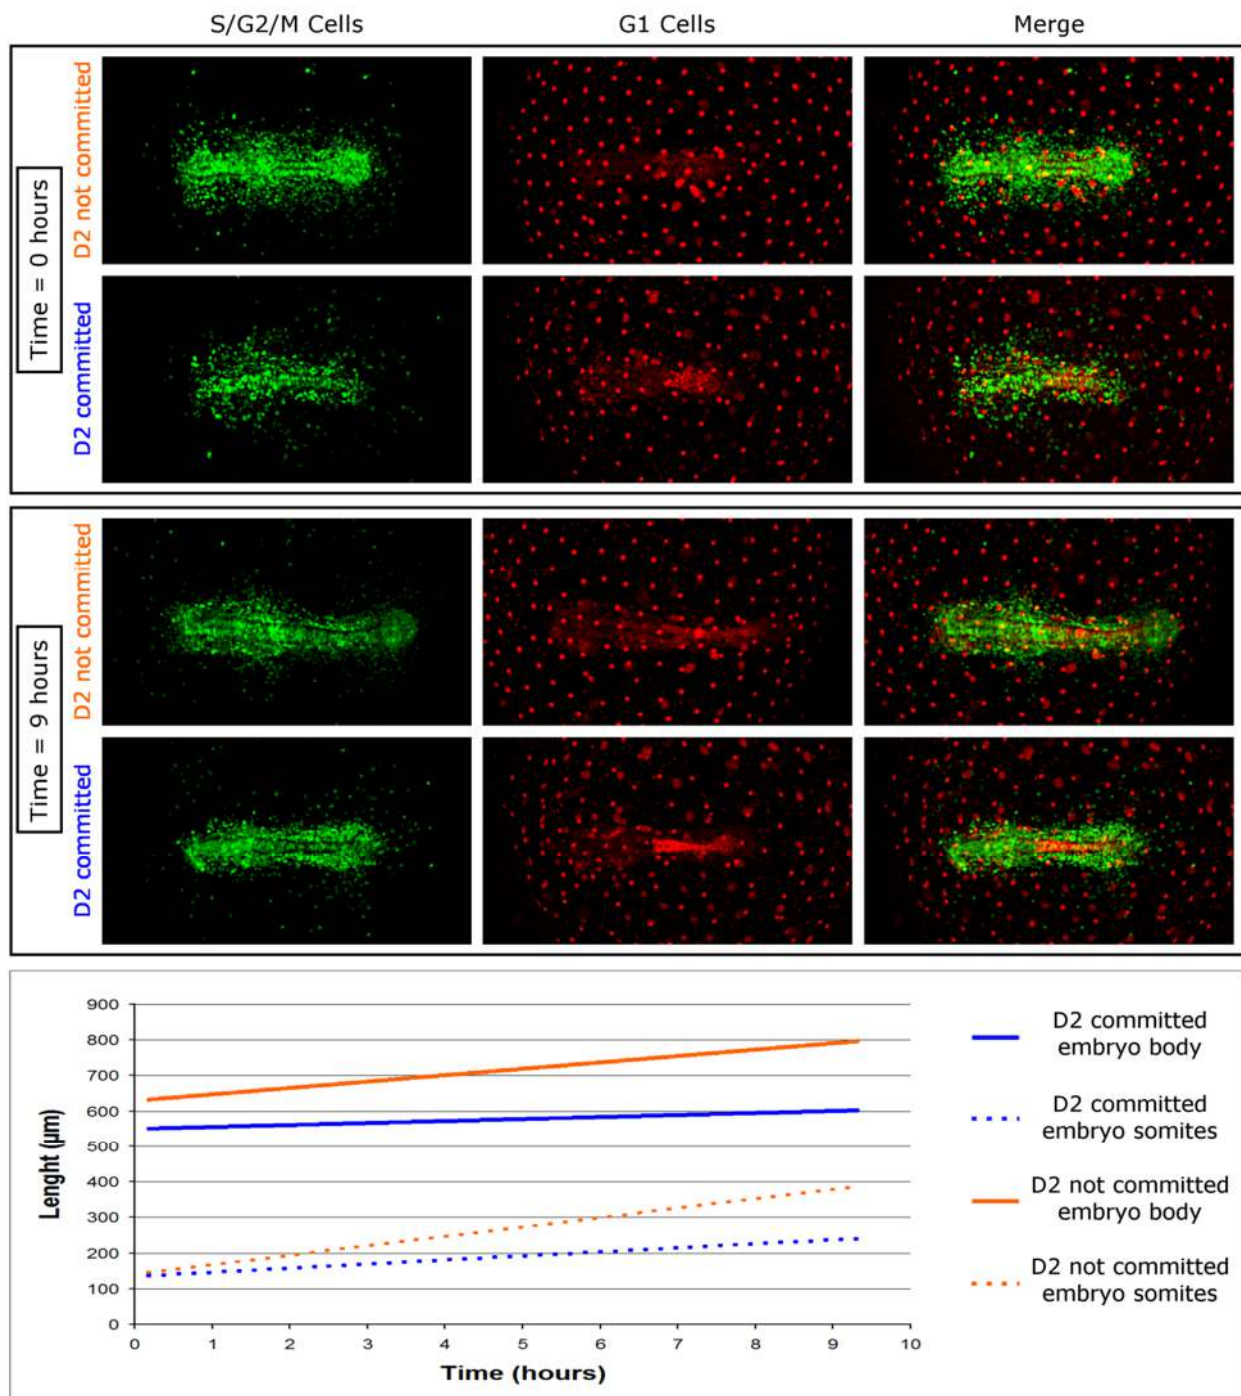 S/G2/M Cells G1 Cells Merge
Time = 0 hours
D2 not committed
D2 committed
Time = 9 hours
D2 not committed
D2 committed
900
800
700
600
500
400
300
200
100
0
Lenght (µm)
0 1 2 3 4 5 6 7 8 9 10
Time (hours)
D2 committed
embryo body
D2 committed
embryo somites
D2 not committed
embryo body
D2 not committed
embryo somites